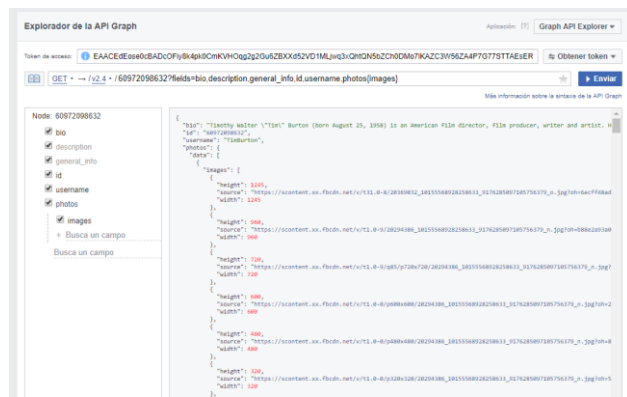 Explorador de la API Graph
Aplicación: [?] Graph API Explorer
Token de acceso: Obtener token
GET → /v2.4 /60972098632?fields=bio,description,general_info,id,username,photos{images} Enviar
Más información sobre la sintaxis de la API Graph
Node: 60972098632
bio
description
general_info
id
username
photos
images
+ Busca un campo
Busca un campo
{
"bio": "Timothy Walter \"Tim\" Burton (born August 25, 1958) is an American film director, film producer, writer and artist.
"id": "60972098632",
"username": "TimBurton",
"photos": {
"data": [
{
"images": [
{
"height": 1245,
"width": 1245
},
{
"height": 960,
"width": 960
},
{
"height": 720,
"width": 720
},
{
"height": 600,
"width": 600
},
{
"height": 480,
"width": 480
},
{
"height": 320,
"width": 320
},